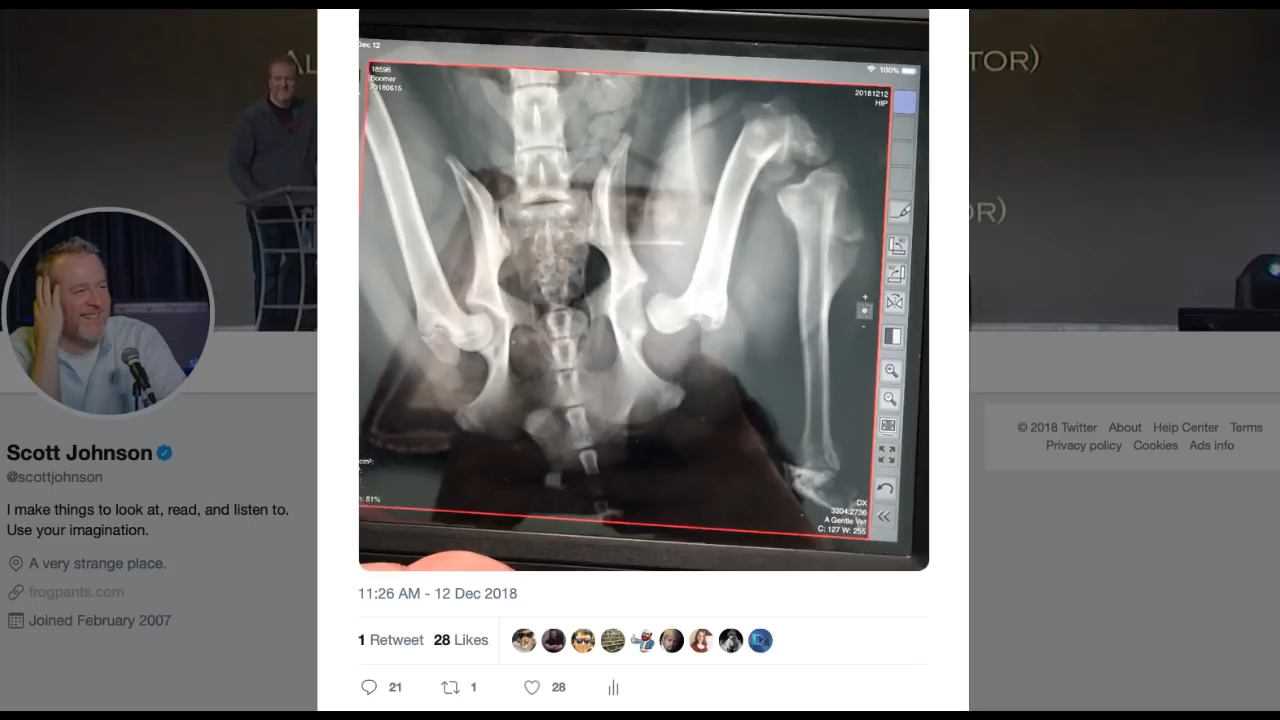 AL
TOR)
OR)
Dec 12
100%
18596
Boomer
20180615
20181212
HIP
+
-
cm²:
: 81%
DX
3304:2736
A Gentle Vet
C: 127 W: 255
Scott Johnson
@scottjohnson
I make things to look at, read, and listen to.
Use your imagination.
A very strange place.
frogpants.com
Joined February 2007
© 2018 Twitter About Help Center Terms
Privacy policy Cookies Ads info
11:26 AM - 12 Dec 2018
1 Retweet 28 Likes
21 1 28